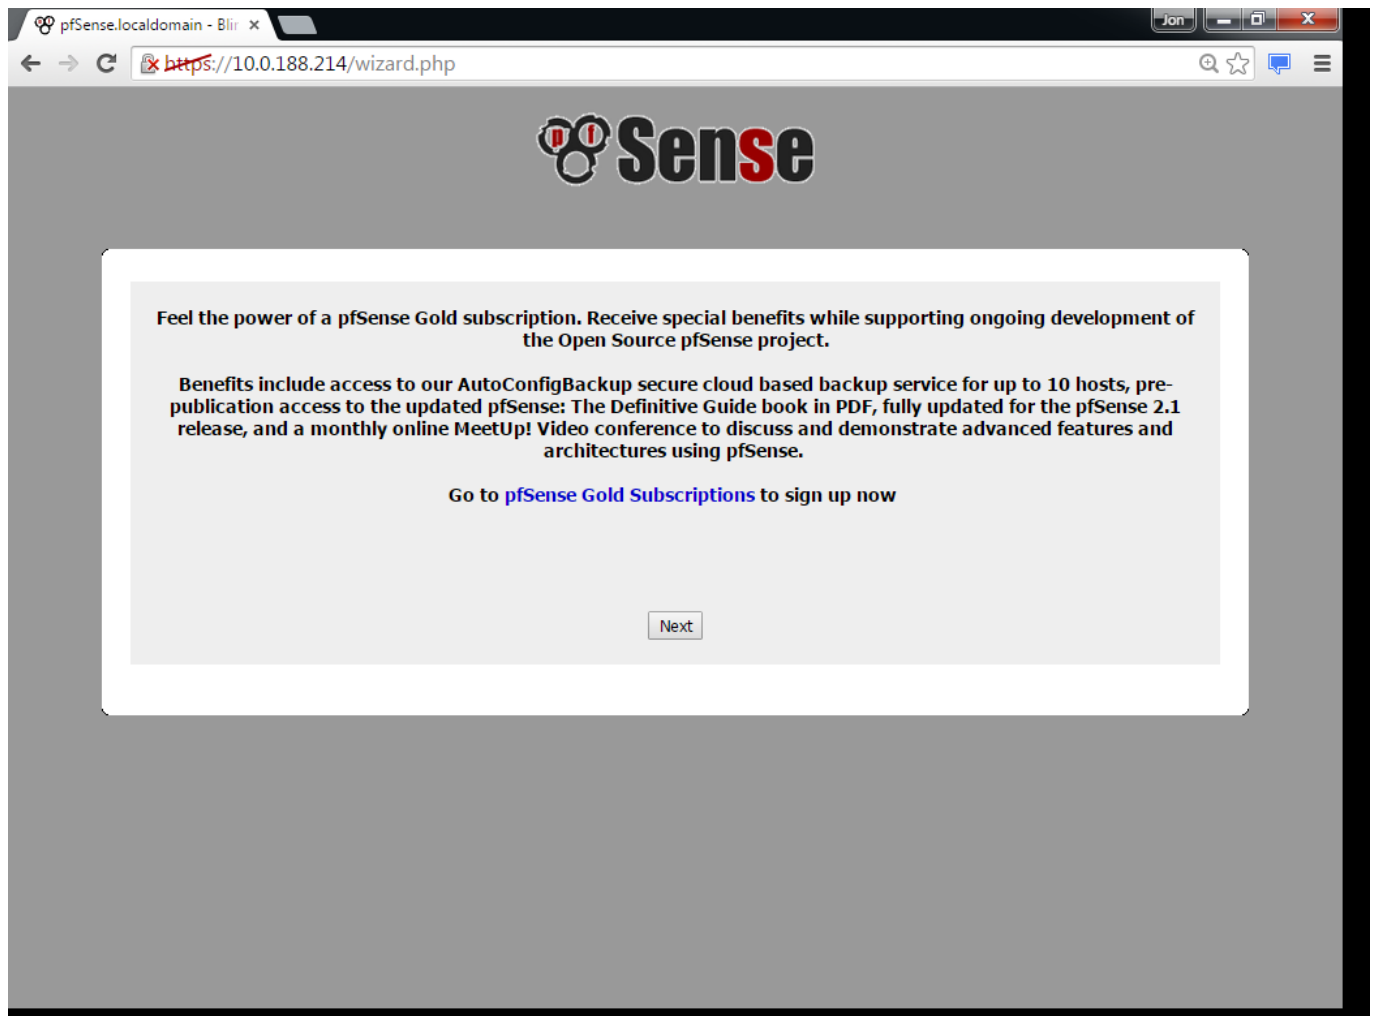 pfSense.localdomain - Blir
Jon
https://10.0.188.214/wizard.php
pf Sense
Feel the power of a pfSense Gold subscription. Receive special benefits while supporting ongoing development of
the Open Source pfSense project.
Benefits include access to our AutoConfigBackup secure cloud based backup service for up to 10 hosts, pre-
publication access to the updated pfSense: The Definitive Guide book in PDF, fully updated for the pfSense 2.1
release, and a monthly online MeetUp! Video conference to discuss and demonstrate advanced features and
architectures using pfSense.
Go to pfSense Gold Subscriptions to sign up now
Next